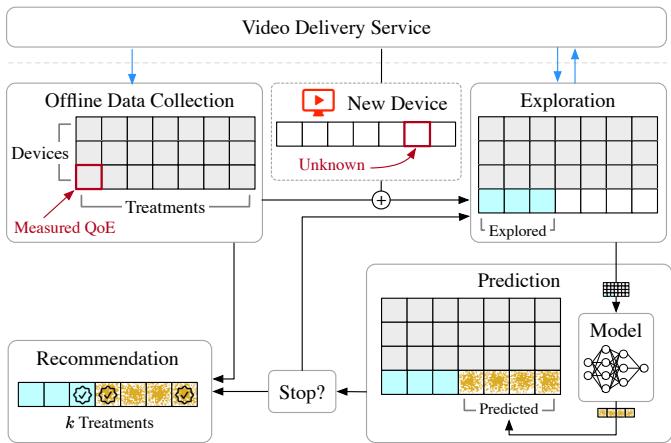 Video Delivery Service
Offline Data Collection
Devices
Treatments
Measured QoE
New Device
Unknown
Exploration
Explored
Prediction
Model
Predicted
Stop?
Recommendation
k Treatments